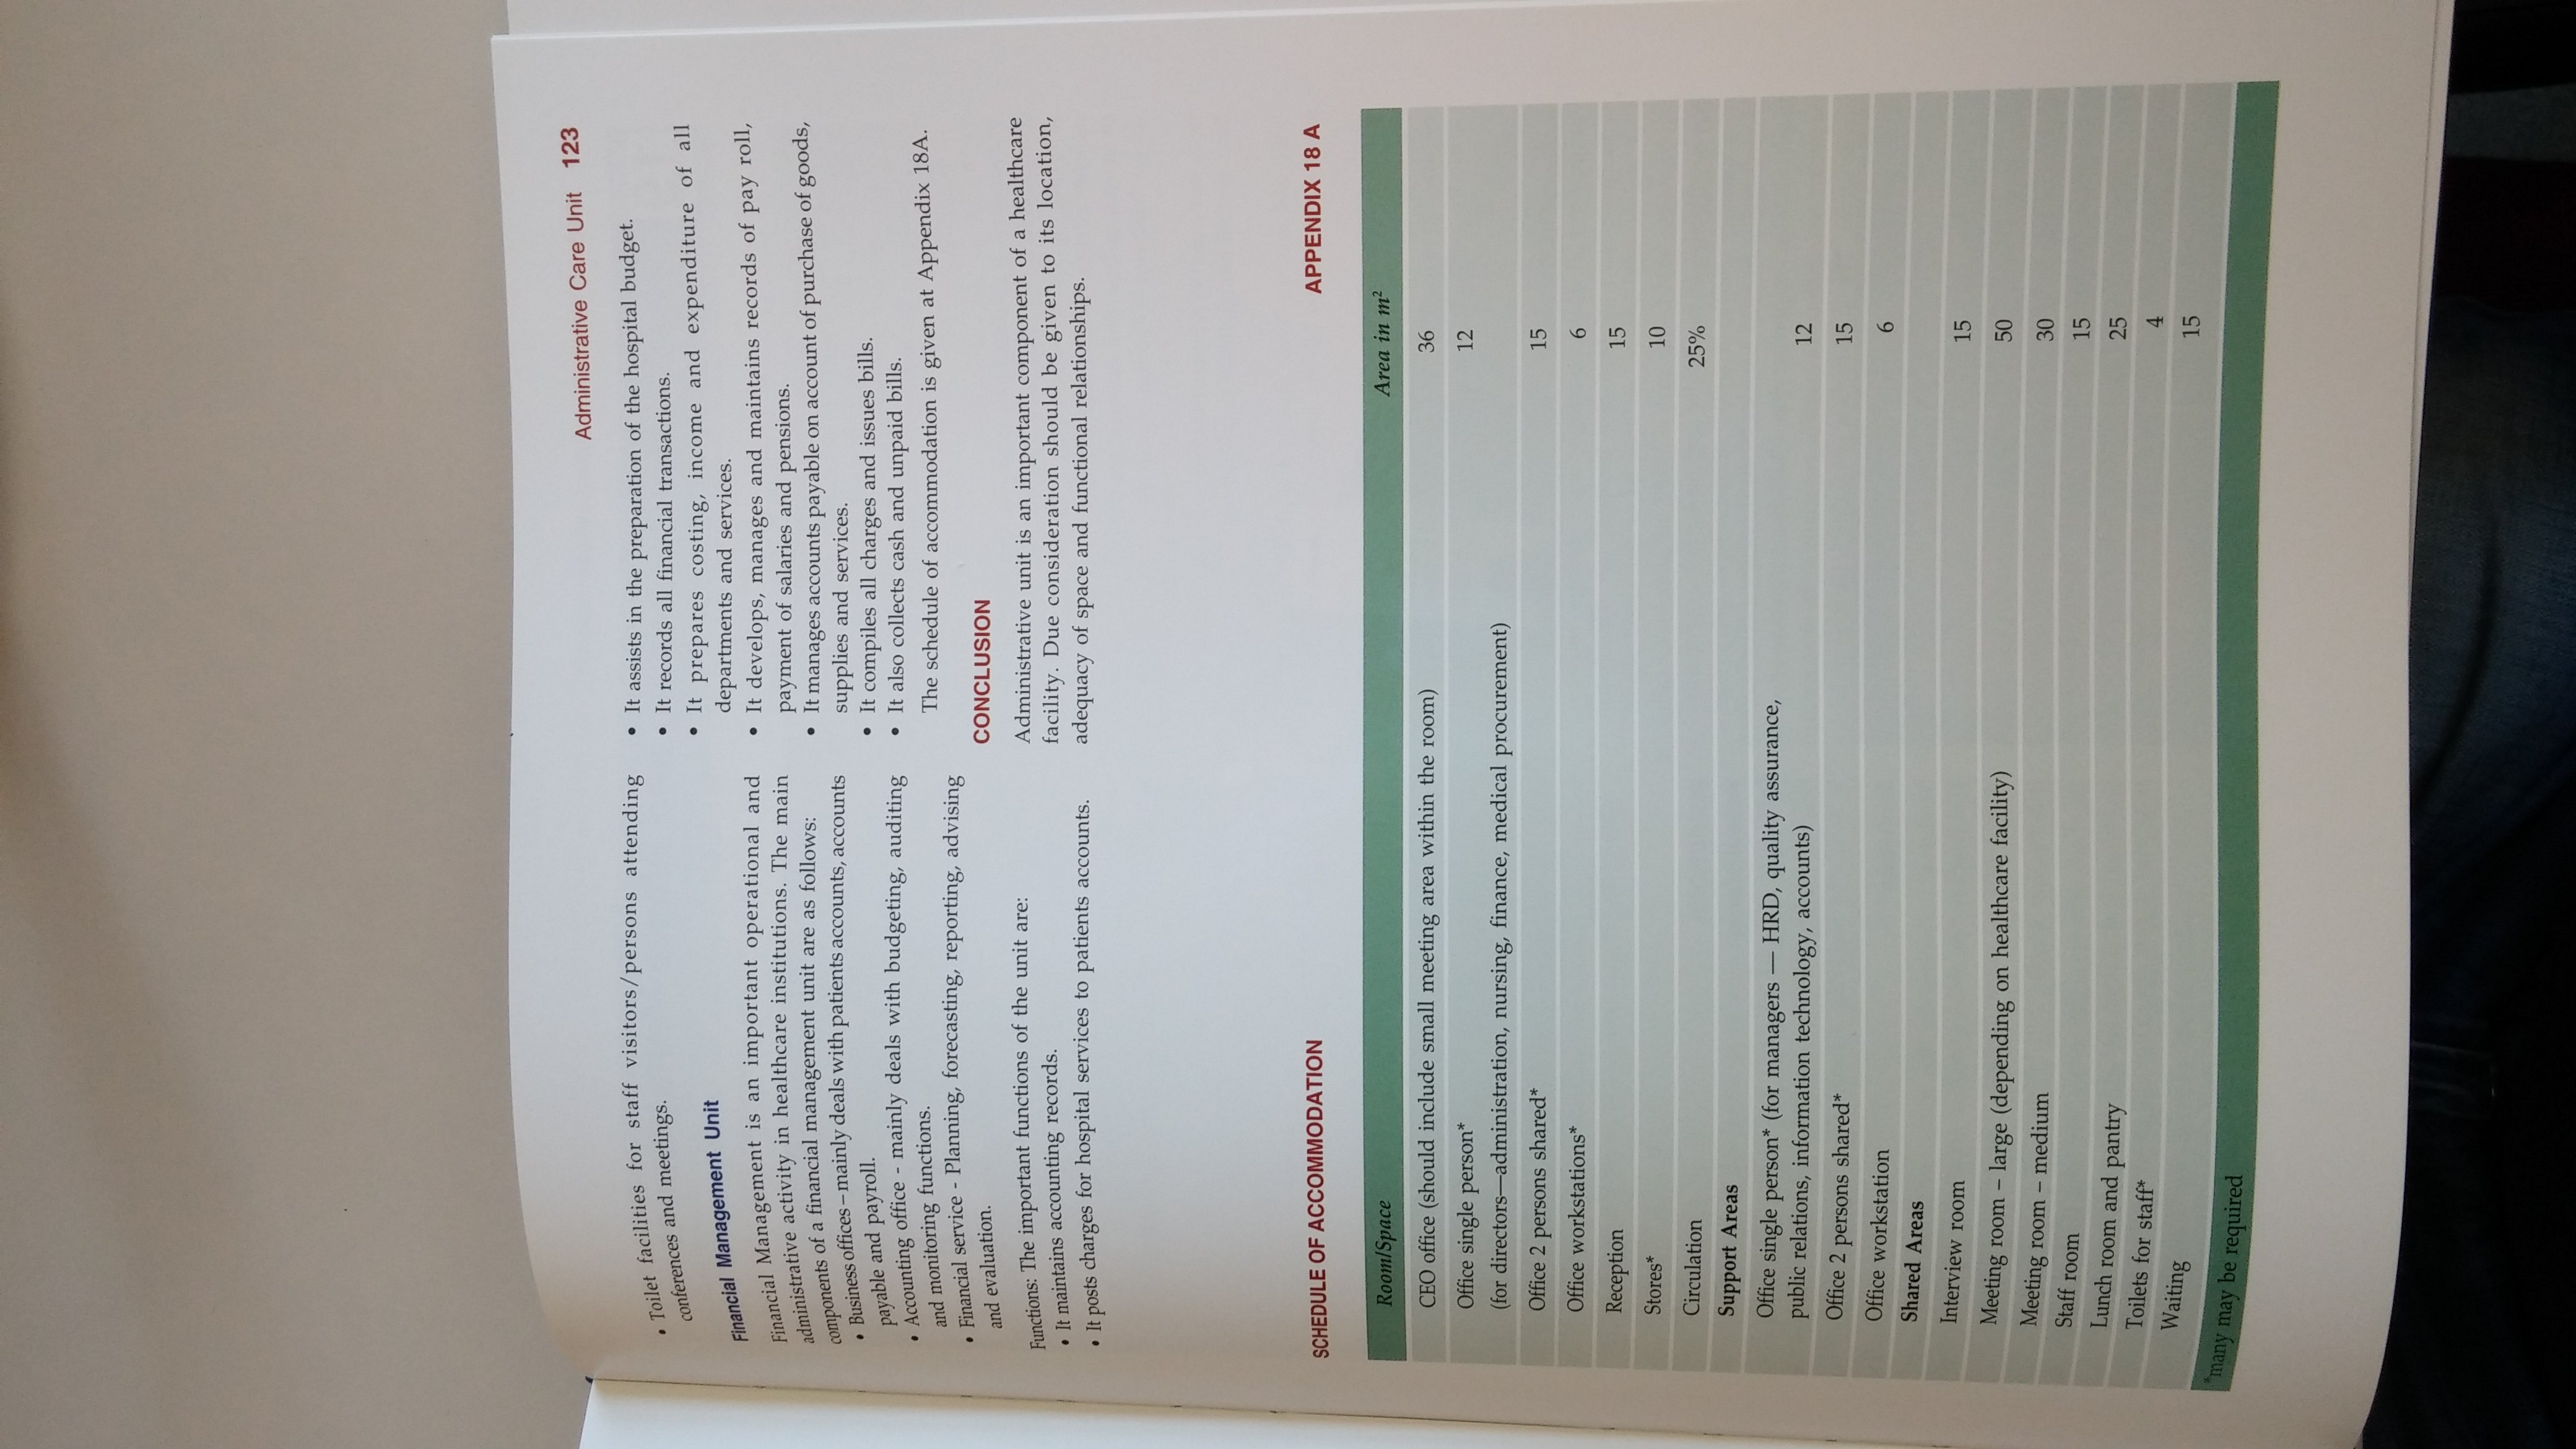 Administrative Care Unit 123
• Toilet facilities for staff visitors/persons attending
conferences and meetings.
Financial Management Unit
Financial Management is an important operational and
administrative activity in healthcare institutions. The main
components of a financial management unit are as follows:
• Business offices – mainly deals with patients accounts, accounts
payable and payroll.
• Accounting office - mainly deals with budgeting, auditing
and monitoring functions.
• Financial service - Planning, forecasting, reporting, advising
and evaluation.
Functions: The important functions of the unit are:
• It maintains accounting records.
• It posts charges for hospital services to patients accounts.
• It assists in the preparation of the hospital budget.
• It records all financial transactions.
• It prepares costing, income and expenditure of all
departments and services.
• It develops, manages and maintains records of pay roll,
payment of salaries and pensions.
• It manages accounts payable on account of purchase of goods,
supplies and services.
• It compiles all charges and issues bills.
• It also collects cash and unpaid bills.
The schedule of accommodation is given at Appendix 18A.
CONCLUSION
Administrative unit is an important component of a healthcare
facility. Due consideration should be given to its location,
adequacy of space and functional relationships.
SCHEDULE OF ACCOMMODATION APPENDIX 18 A
Room/Space Area in m²
CEO office (should include small meeting area within the room) 36
Office single person* 12
(for directors—administration, nursing, finance, medical procurement)
Office 2 persons shared* 15
Office workstations* 6
Reception 15
Stores* 10
Circulation 25%
Support Areas
Office single person* (for managers — HRD, quality assurance,
public relations, information technology, accounts) 12
Office 2 persons shared* 15
Office workstation 6
Shared Areas
Interview room 15
Meeting room – large (depending on healthcare facility) 50
Meeting room – medium 30
Staff room 15
Lunch room and pantry 25
Toilets for staff* 4
Waiting 15
*many may be required